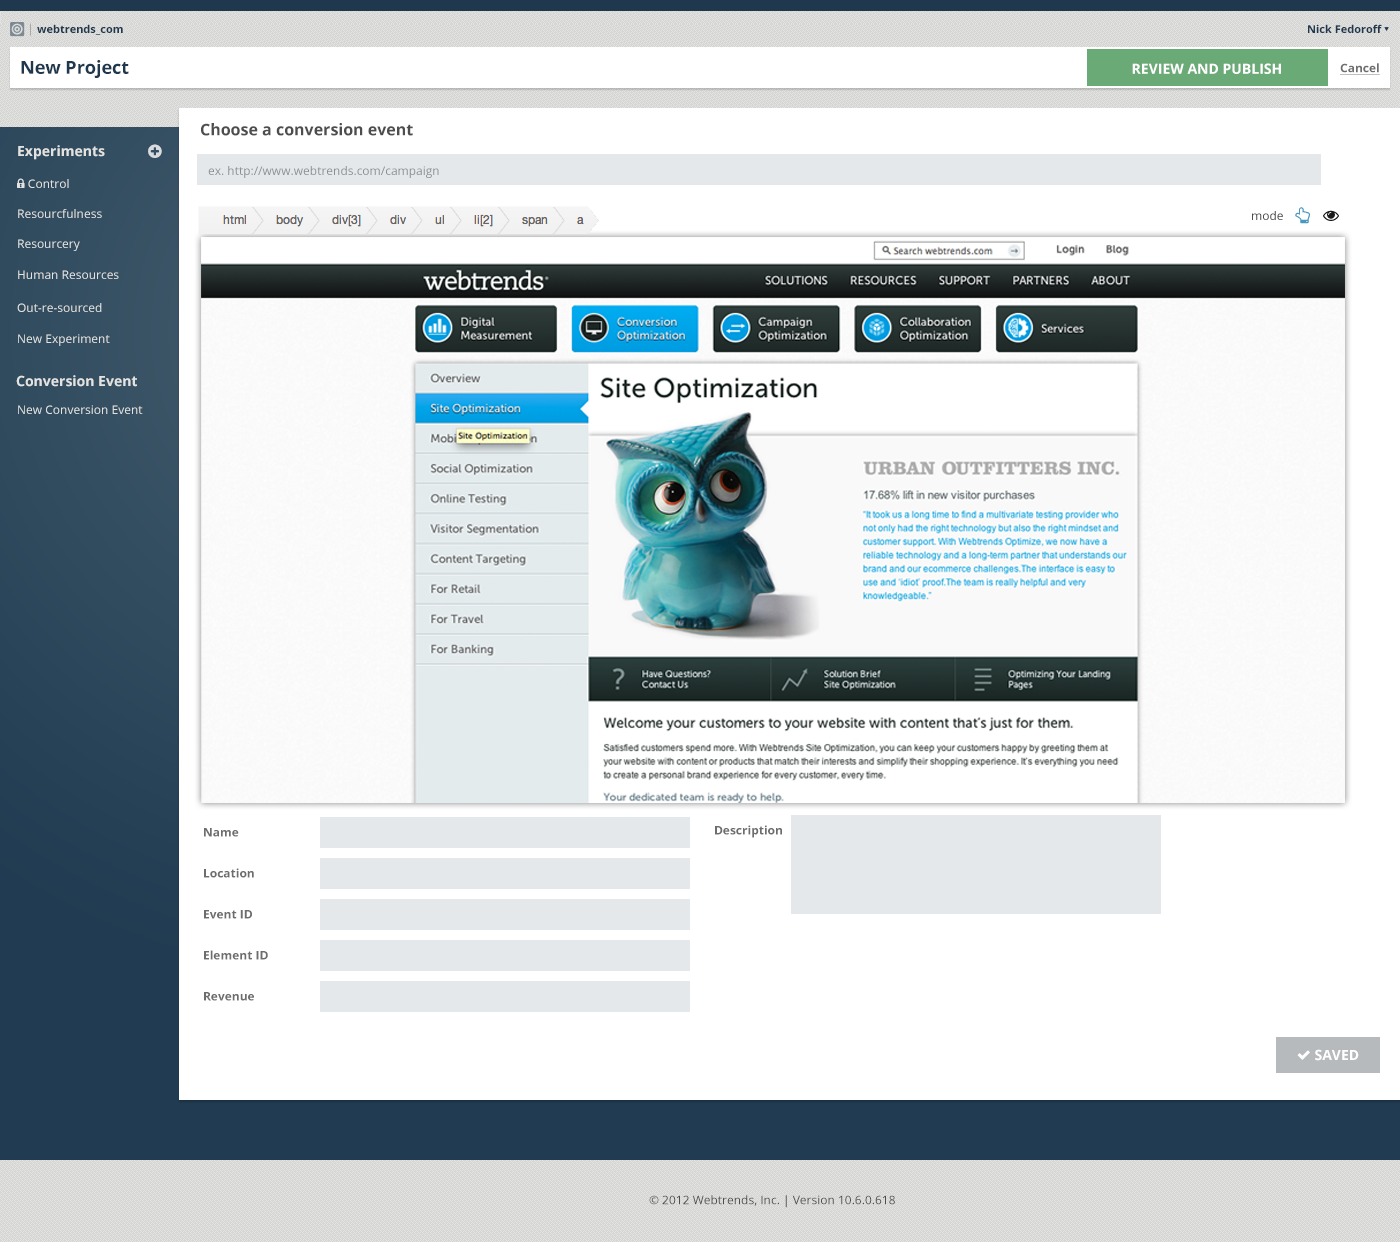 webtrends_com
Nick Fedoroff
New Project
REVIEW AND PUBLISH
Cancel
Experiments
Control
Resourcfulness
Resourcery
Human Resources
Out-re-sourced
New Experiment
Conversion Event
New Conversion Event
Choose a conversion event
ex. http://www.webtrends.com/campaign
html body div[3] div ul li[2] span a
mode
Search webtrends.com
Login
Blog
webtrends
SOLUTIONS RESOURCES SUPPORT PARTNERS ABOUT
Digital
Measurement
Conversion
Optimization
Campaign
Optimization
Collaboration
Optimization
Services
Overview
Site Optimization
Site Optimization
Social Optimization
Online Testing
Visitor Segmentation
Content Targeting
For Retail
For Travel
For Banking
Site Optimization
URBAN OUTFITTERS INC.
17.68% lift in new visitor purchases
"It took us a long time to find a multivariate testing provider who
not only had the right technology but also the right mindset and
customer support. With Webtrends Optimize, we now have a
reliable technology and a long-term partner that understands our
brand and our ecommerce challenges.The interface is easy to
use and 'idiot' proof.The team is really helpful and very
knowledgeable."
Have Questions?
Contact Us
Solution Brief
Site Optimization
Optimizing Your Landing
Pages
Welcome your customers to your website with content that's just for them.
Satisfied customers spend more. With Webtrends Site Optimization, you can keep your customers happy by greeting them at
your website with content or products that match their interests and simplify their shopping experience. It's everything you need
to create a personal brand experience for every customer, every time.
Your dedicated team is ready to help.
Name
Location
Event ID
Element ID
Revenue
Description
SAVED
© 2012 Webtrends, Inc. | Version 10.6.0.618